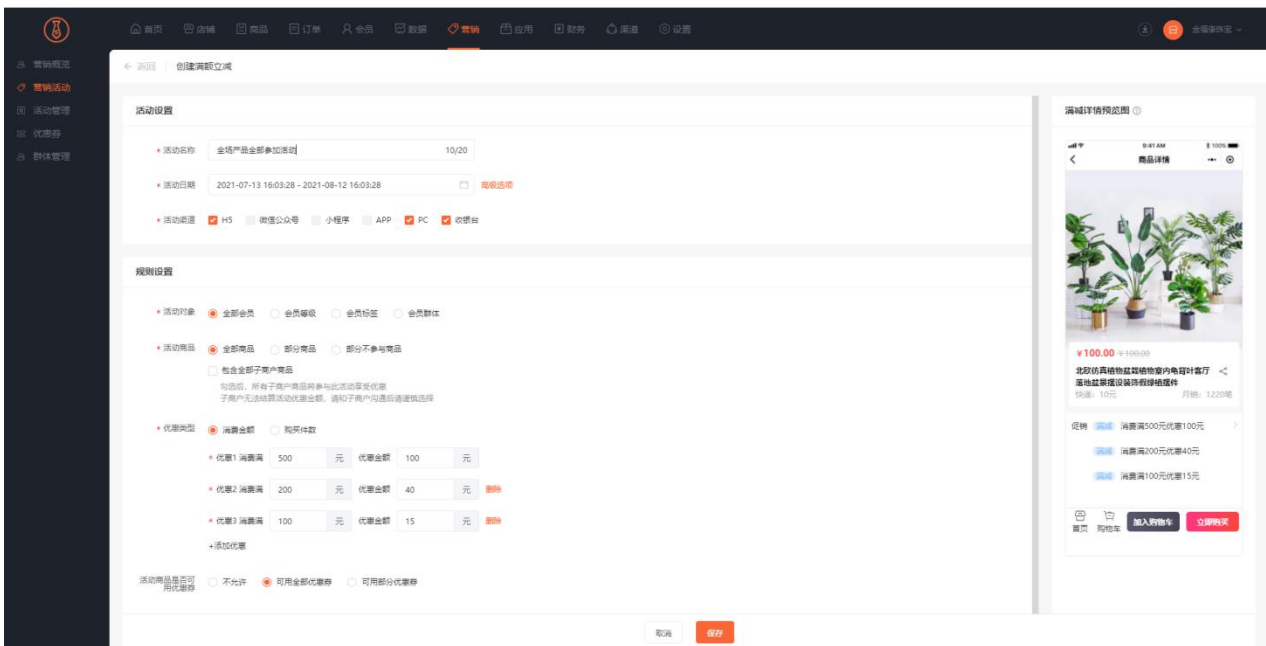 首页 店铺 商品 订单 会员 数据 营销 应用 财务 渠道 设置
营销概览
营销活动
活动管理
优惠券
群体管理
返回 创建满额立减
活动设置
* 活动名称 全场产品全部参加活动 10/20
* 活动日期 2021-07-13 16:03:28 - 2021-08-12 16:03:28 高级选项
* 活动渠道 H5 微信公众号 小程序 APP PC 收银台
规则设置
* 活动对象 全部会员 会员等级 会员标签 会员群体
* 活动商品 全部商品 部分商品 部分不参与商品
包含全部子商户商品
勾选后，所有子商户商品将参与此活动享受优惠
子商户无法结算活动优惠金额，请和子商户沟通后请谨慎选择
* 优惠类型 消费金额 购买件数
* 优惠1 消费满 500 元 优惠金额 100 元
* 优惠2 消费满 200 元 优惠金额 40 元 删除
* 优惠3 消费满 100 元 优惠金额 15 元 删除
+添加优惠
活动商品是否可
用优惠券
不允许 可用全部优惠券 可用部分优惠券
取消 保存
满减详情预览图
9:41 AM 100%
商品详情
¥100.00 ¥100.00
北欧仿真植物盆栽植物室内龟背叶客厅
落地盆景摆设装饰假绿植摆件
快递：10元 月销：1220笔
促销 满减 消费满500元优惠100元
满减 消费满200元优惠40元
满减 消费满100元优惠15元
首页 购物车 加入购物车 立即购买